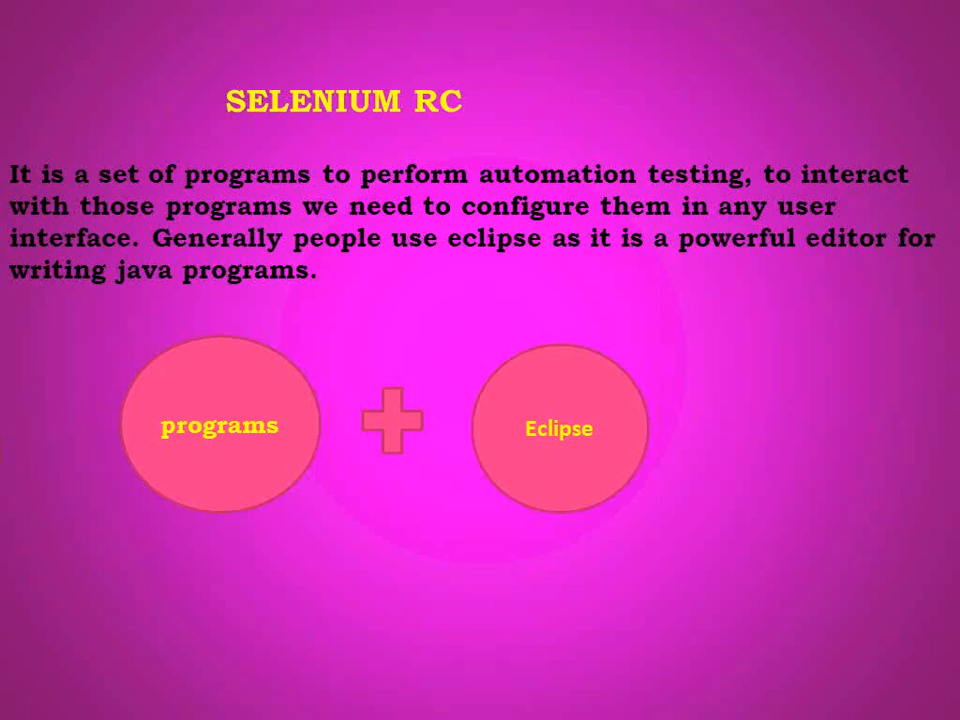 SELENIUM RC
It is a set of programs to perform automation testing, to interact
with those programs we need to configure them in any user
interface. Generally people use eclipse as it is a powerful editor for
writing java programs.
programs
Eclipse